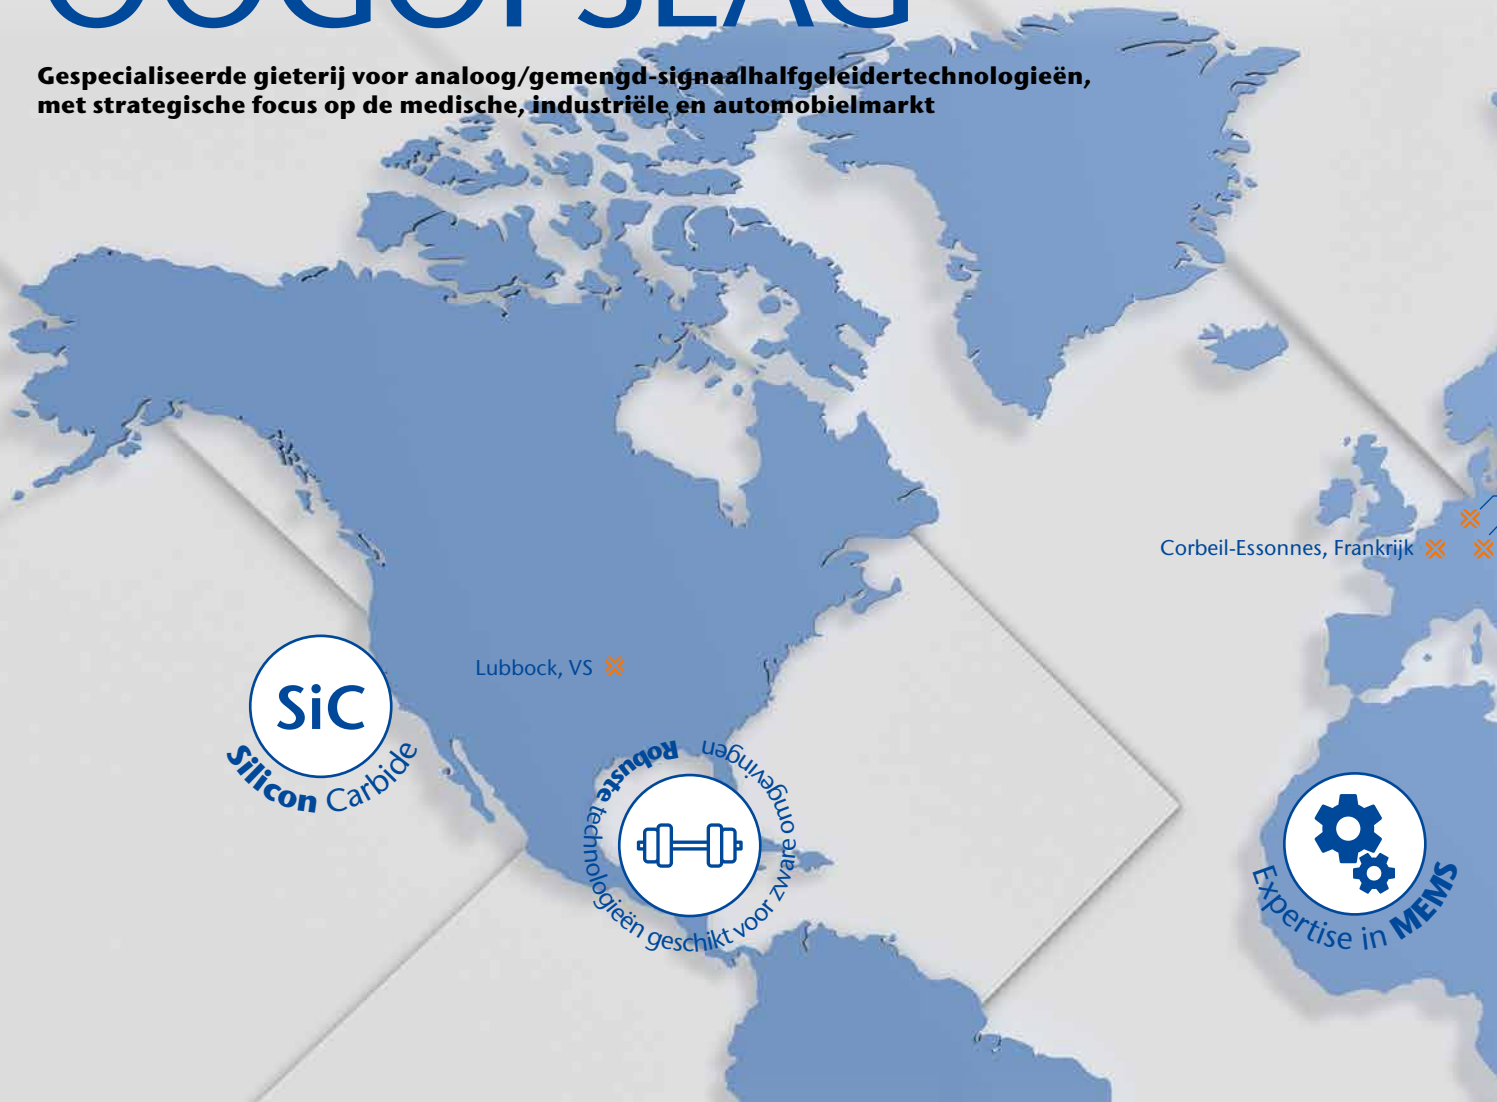 OOGOPSLAG
Gespecialiseerde gieterij voor analoog/gemengd-signaalhalfgeleidertechnologieën,
met strategische focus op de medische, industriële en automobielmarkt
Corbeil-Essonnes, Frankrijk
Lubbock, VS
SiC
Silicon Carbide
Robuste technologieën geschikt voor zware omgevingen
Expertise in MEMS